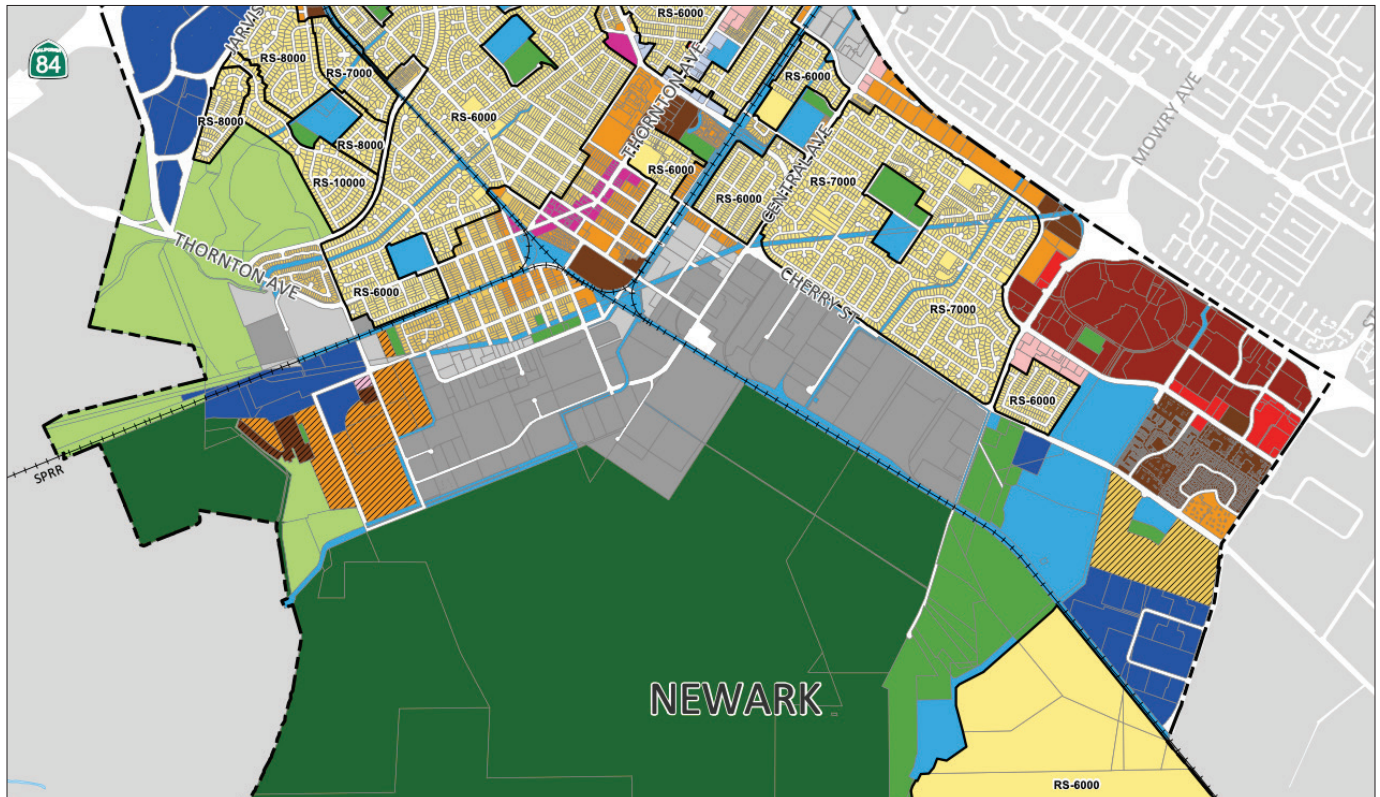 CALIFORNIA
84
JARVIS
RS-8000
RS-7000
RS-8000
RS-8000
RS-10000
RS-6000
RS-6000
THORNTON AVE
RS-6000
RS-6000
RS-6000
CENTRAL AVE
RS-7000
MOWRY AVE
THORNTON AVE
RS-6000
CHERRY ST
RS-7000
RS-6000
SPRR
NEWARK
RS-6000